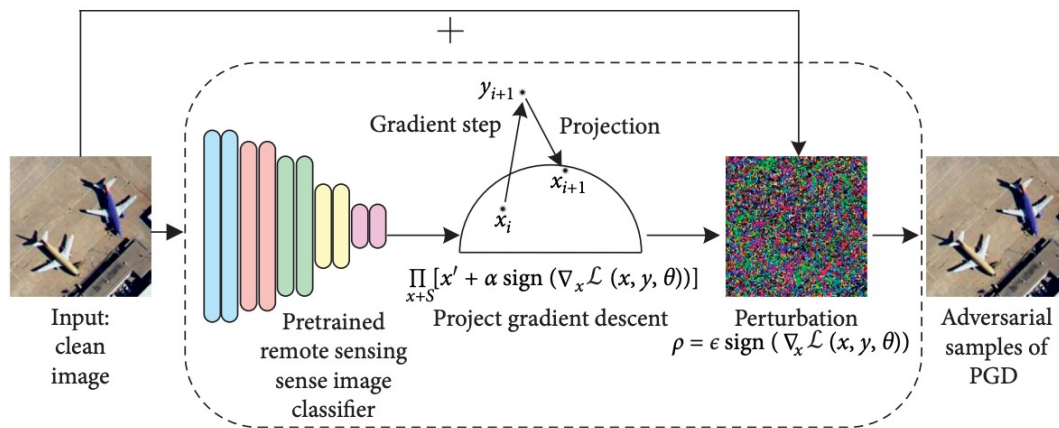 +
y_{i+1}
Gradient step
Projection
x_{i+1}
x_i
∏_{x+S} [x′ + α sign (∇_x ℒ (x, y, θ))]
Input:
clean
image
Pretrained
remote sensing
sense image
classifier
Project gradient descent
Perturbation
ρ = ϵ sign (∇_x ℒ (x, y, θ))
Adversarial
samples of
PGD